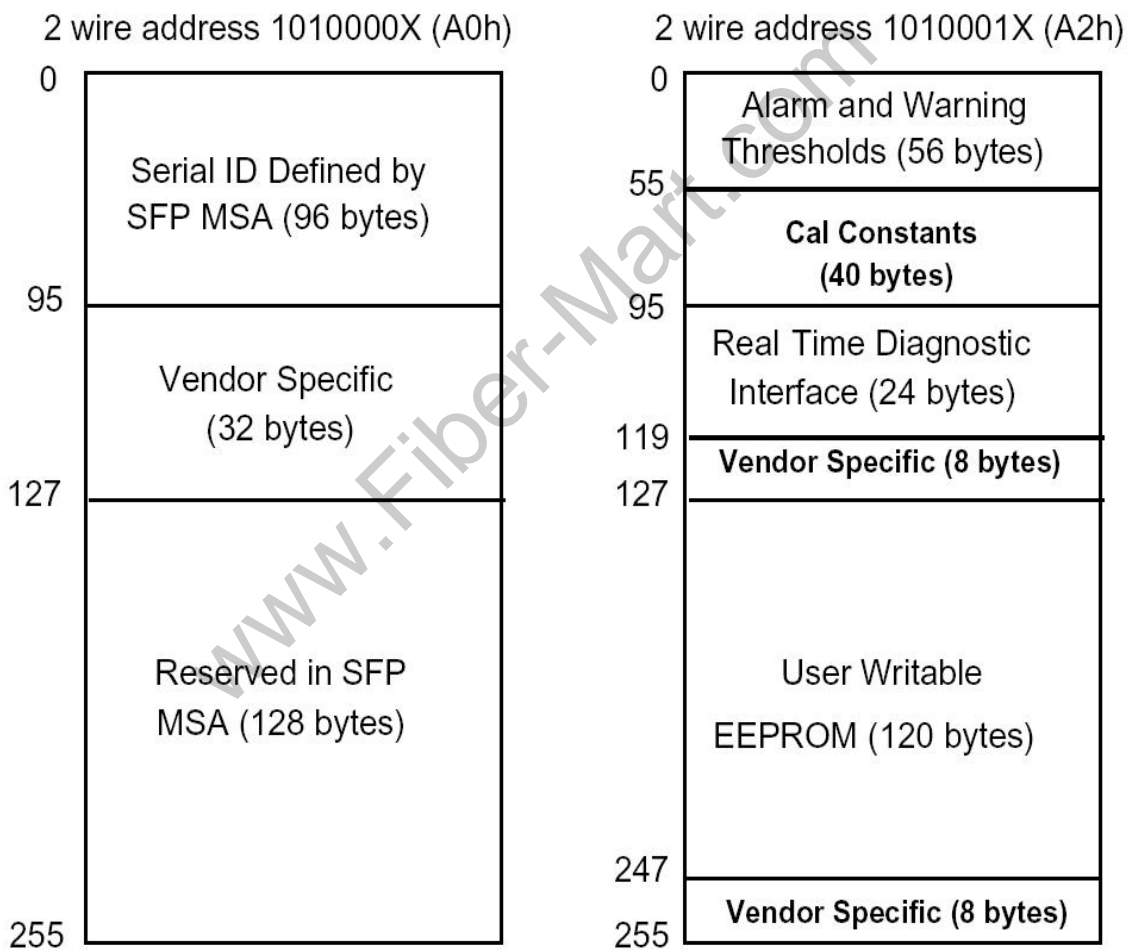 2 wire address 1010000X (A0h)
0
Serial ID Defined by
SFP MSA (96 bytes)
95
Vendor Specific
(32 bytes)
127
Reserved in SFP
MSA (128 bytes)
255
2 wire address 1010001X (A2h)
0
Alarm and Warning
Thresholds (56 bytes)
55
Cal Constants
(40 bytes)
95
Real Time Diagnostic
Interface (24 bytes)
119
Vendor Specific (8 bytes)
127
User Writable
EEPROM (120 bytes)
247
Vendor Specific (8 bytes)
255
www.Fiber-Mart.com